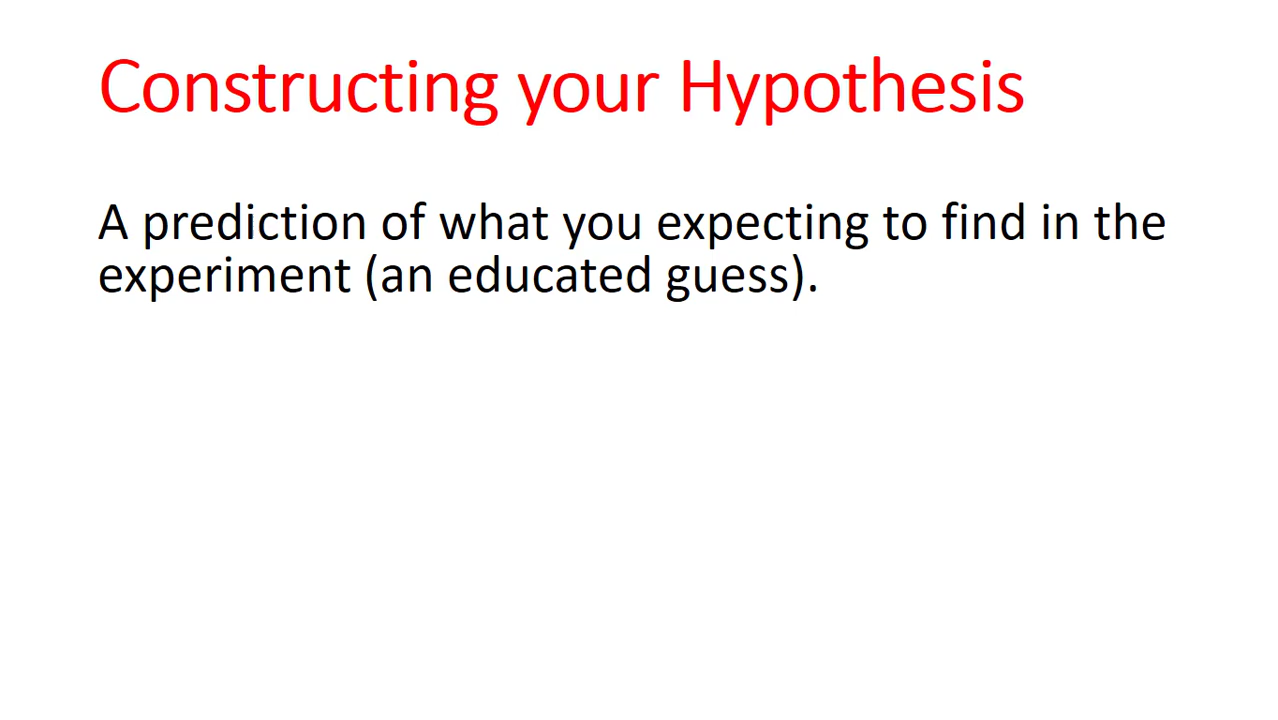 Constructing your Hypothesis
A prediction of what you expecting to find in the
experiment (an educated guess).